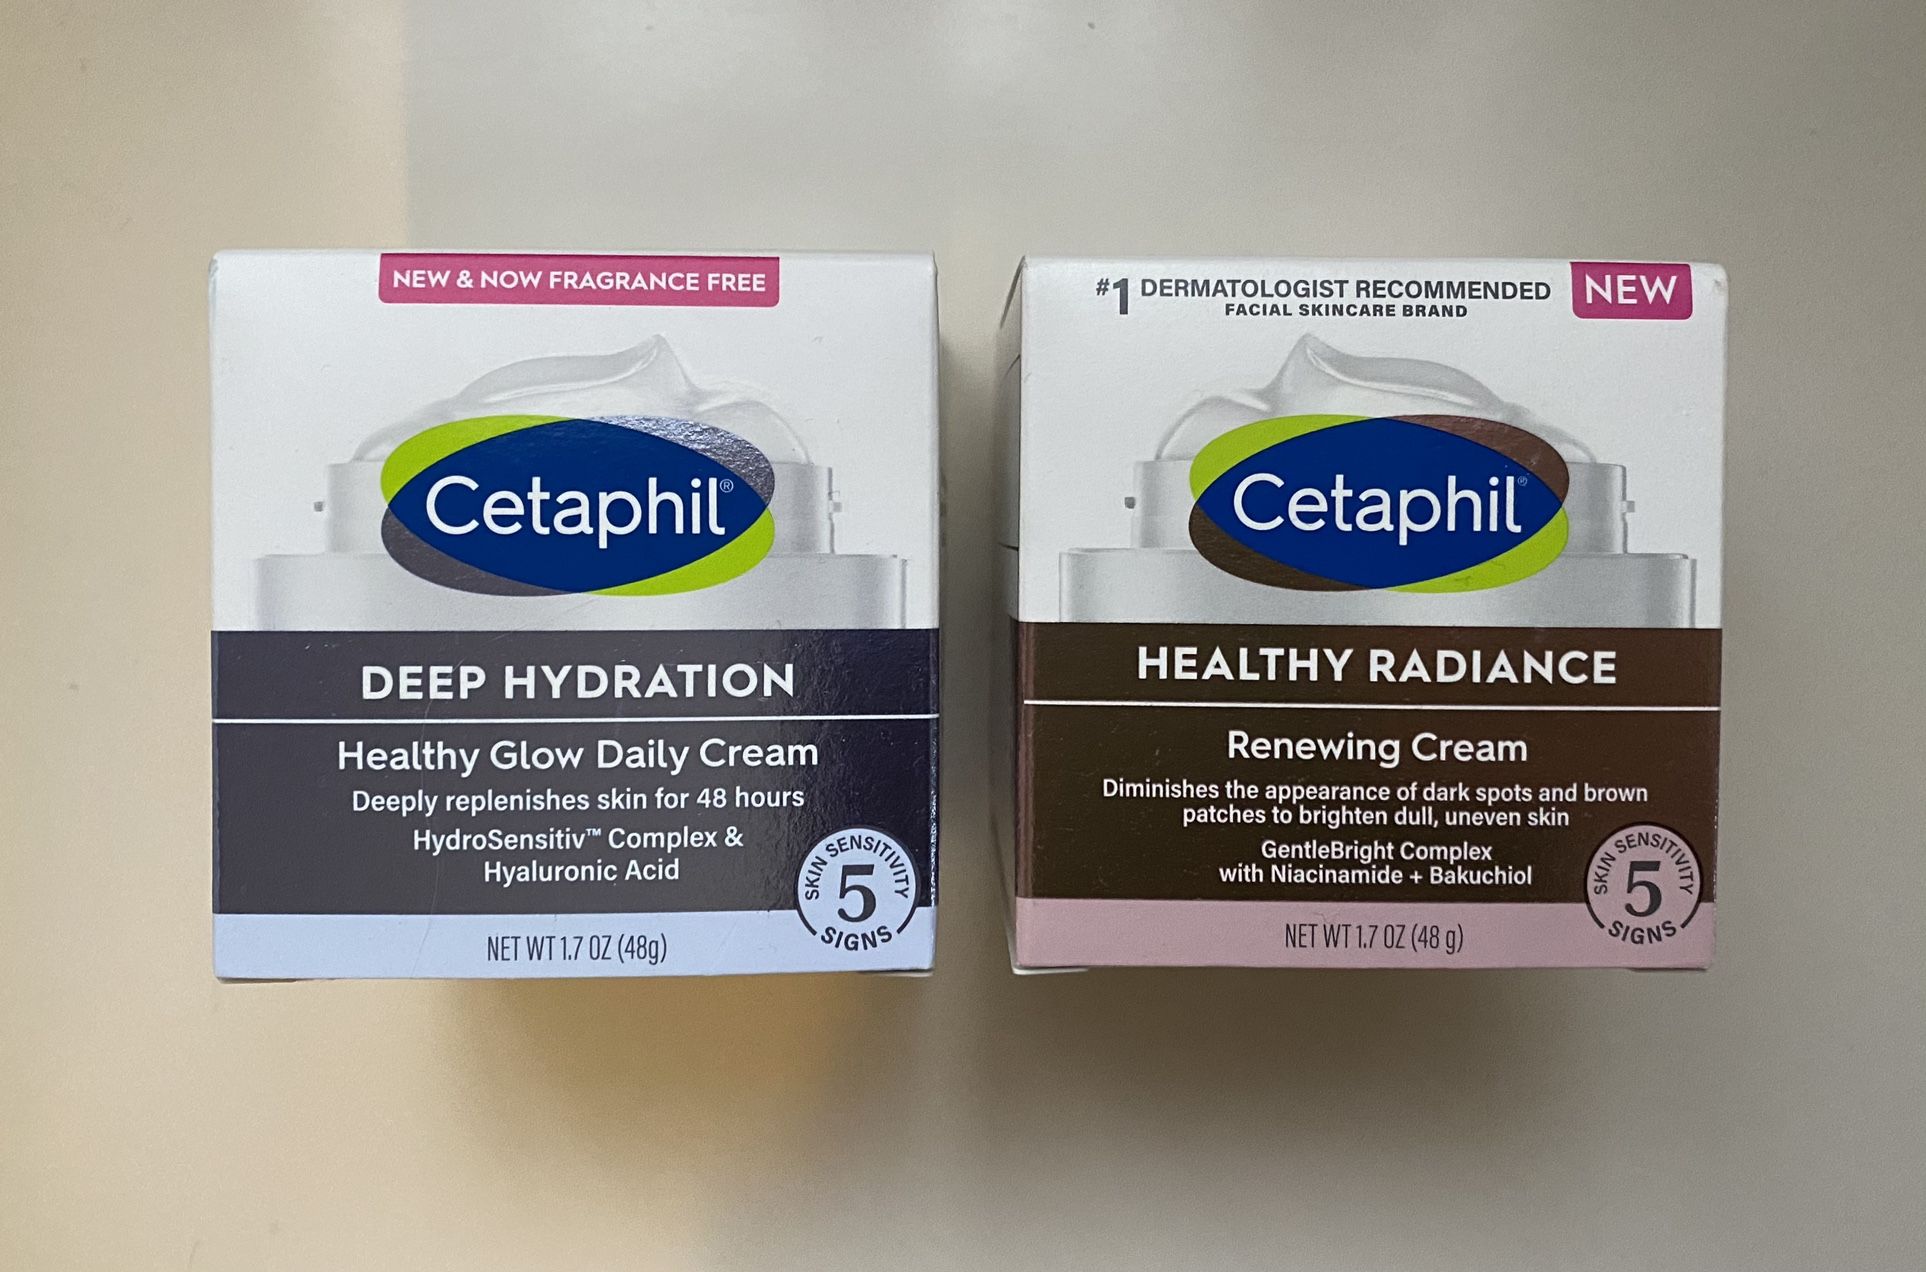 NEW & NOW FRAGRANCE FREE
Cetaphil®
DEEP HYDRATION
Healthy Glow Daily Cream
Deeply replenishes skin for 48 hours
HydroSensitiv™ Complex &
Hyaluronic Acid
SKIN SENSITIVITY
5
SIGNS
NET WT 1.7 OZ (48g)
#1 DERMATOLOGIST RECOMMENDED
FACIAL SKINCARE BRAND
NEW
Cetaphil®
HEALTHY RADIANCE
Renewing Cream
Diminishes the appearance of dark spots and brown
patches to brighten dull, uneven skin
GentleBright Complex
with Niacinamide + Bakuchiol
SKIN SENSITIVITY
5
SIGNS
NET WT 1.7 OZ (48 g)